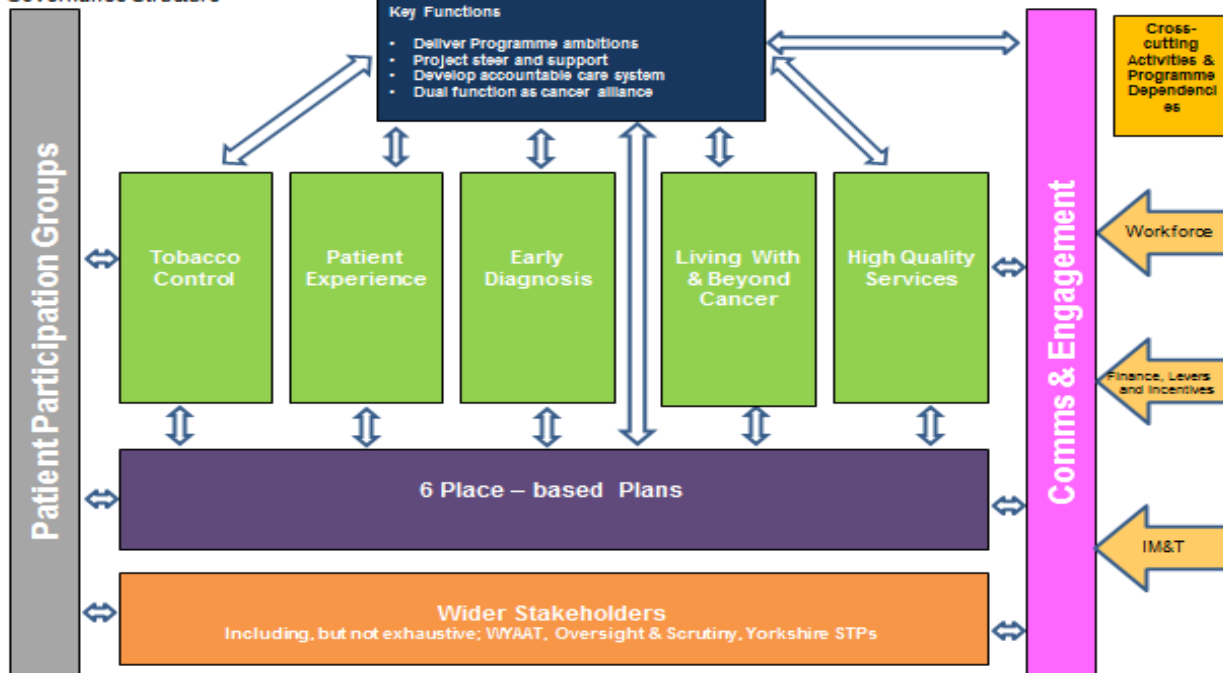 Governance Structure
Key Functions
• Deliver Programme ambitions
• Project steer and support
• Develop accountable care system
• Dual function as cancer alliance
Cross-
cutting
Activities &
Programme
Dependenci
es
Patient Participation Groups
Tobacco
Control
Patient
Experience
Early
Diagnosis
Living With
& Beyond
Cancer
High Quality
Services
Comms & Engagement
Workforce
Finance, Levers
and Incentives
IM&T
6 Place – based Plans
Wider Stakeholders
Including, but not exhaustive; WYAAT, Oversight & Scrutiny, Yorkshire STPs